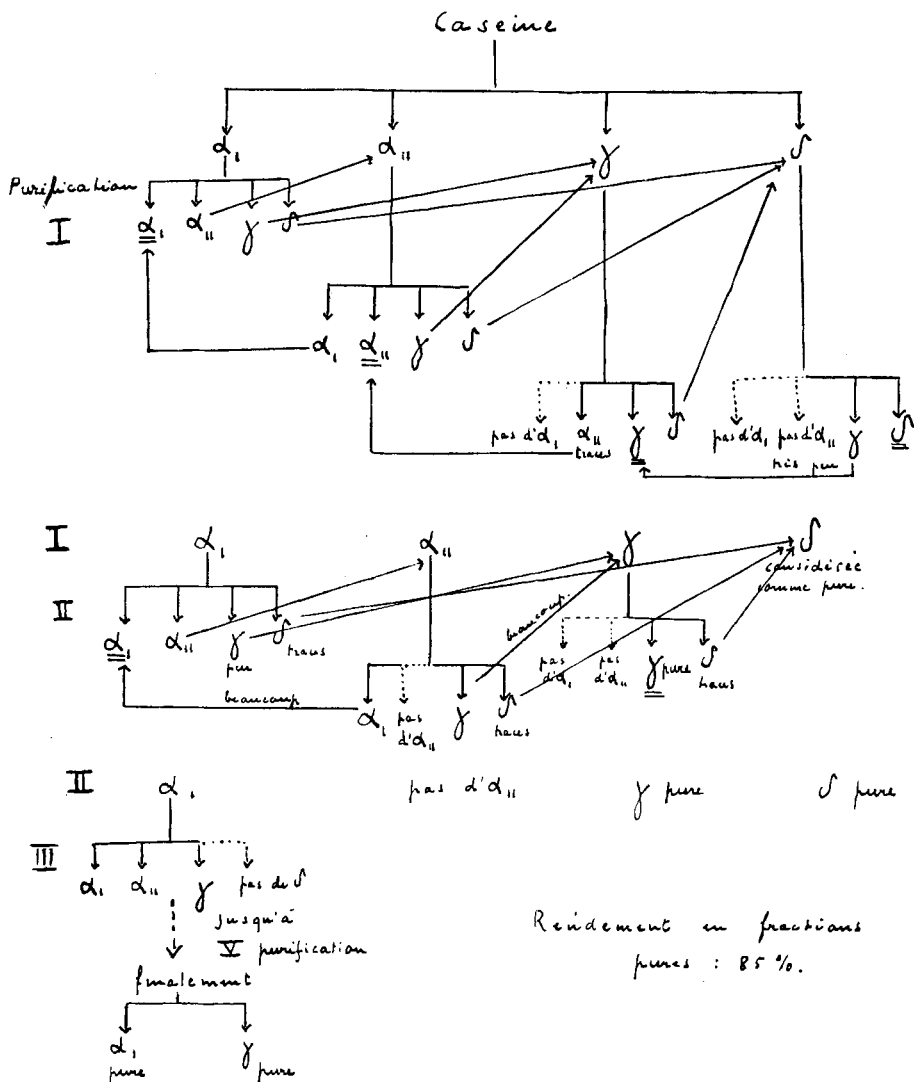 Caseine
α₁ α₁₁ γ δ
Purification
I
α₁ α₁₁ γ δ
α₁ α₁₁ γ δ
pas d'α₁ α₁₁ traces γ δ
pas d'α₁ pas d'α₁₁ γ très peu δ
I
α₁ α₁₁ γ δ
considérée
comme pure.
II
α₁ α₁₁ γ peu δ traces
beaucoup
beaucoup.
α₁ pas d'α₁₁ γ δ traces
pas d'α₁ pas d'α₁₁ γ pure δ traces
II
α₁ pas d'α₁₁ γ pure δ pure
III
α₁ α₁₁ γ pas de δ
jusqu'à
V purification
finalement
α₁ pure γ pure
Rendement en fractions
pures : 85 %.